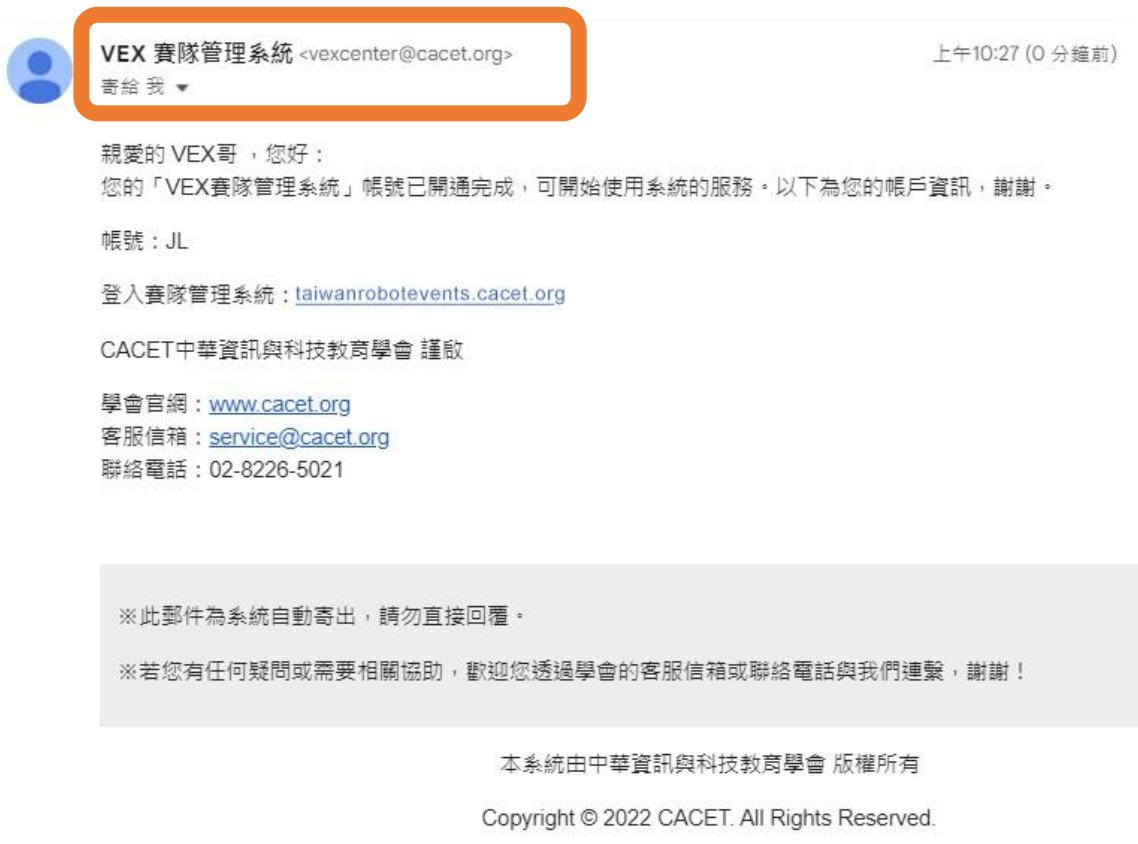 VEX 賽隊管理系統 <vexcenter@cacet.org>
上午10:27 (0 分鐘前)
寄給 我
親愛的 VEX哥 ，您好：
您的「VEX賽隊管理系統」帳號已開通完成，可開始使用系統的服務。以下為您的帳戶資訊，謝謝。
帳號：JL
登入賽隊管理系統：taiwanrobotevents.cacet.org
CACET中華資訊與科技教育學會 謹啟
學會官網：www.cacet.org
客服信箱：service@cacet.org
聯絡電話：02-8226-5021
※此郵件為系統自動寄出，請勿直接回覆。
※若您有任何疑問或需要相關協助，歡迎您透過學會的客服信箱或聯絡電話與我們連繫，謝謝！
本系統由中華資訊與科技教育學會 版權所有
Copyright © 2022 CACET. All Rights Reserved.